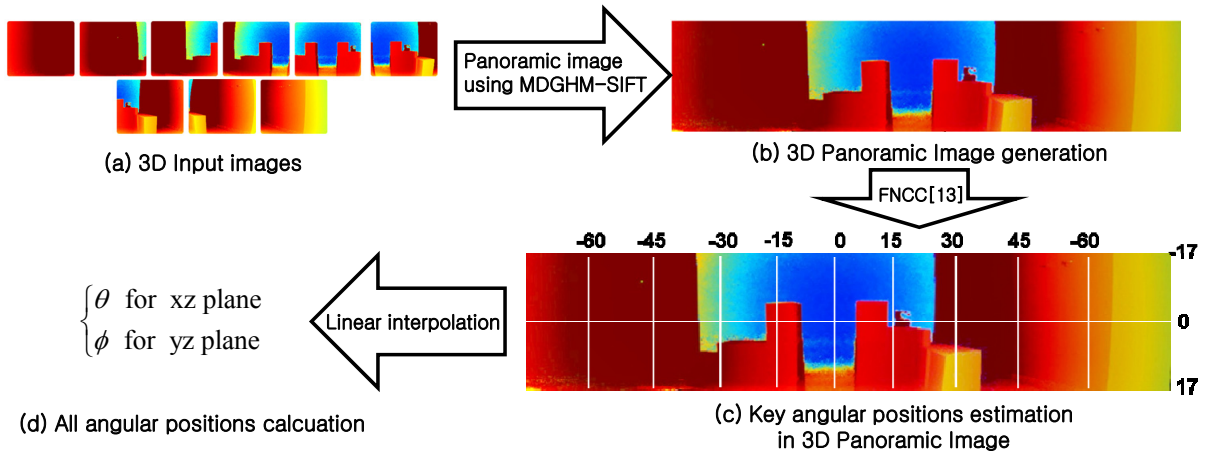 Panoramic image
using MDGHM-SIFT
(a) 3D Input images
(b) 3D Panoramic Image generation
FNCC[13]
-60 -45 -30 -15 0 15 30 45 -60
-17
0
17
θ for xz plane
ϕ for yz plane
Linear interpolation
(c) Key angular positions estimation
in 3D Panoramic Image
(d) All angular positions calcuation